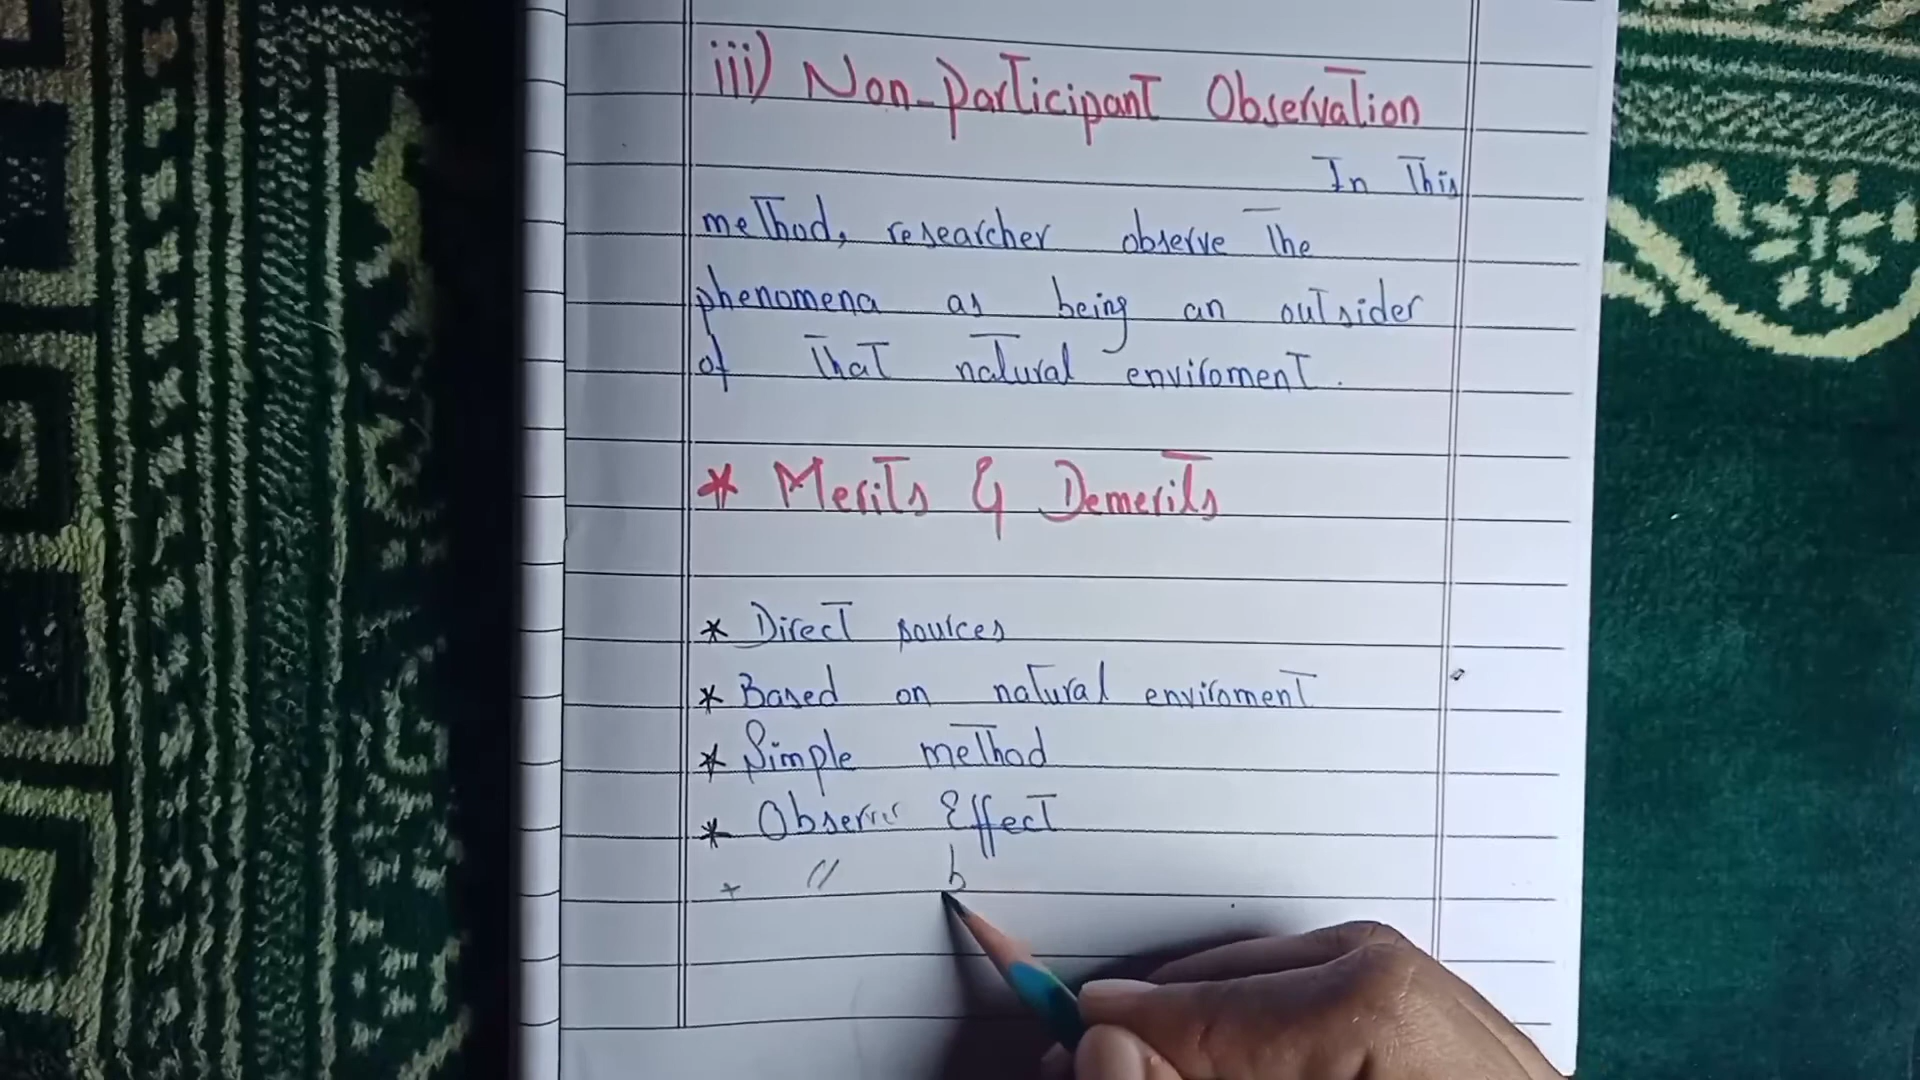 iii) Non-participant Observation
In This
method, researcher observe The
phenomena as being an outsider
of That natural enviroment.
* Merits & Demerits
* Direct sources
* Based on natural enviroment
* Simple method
* Observer Effect
* // b